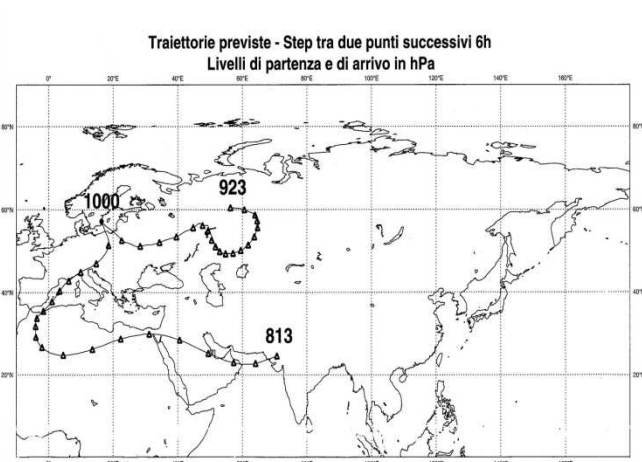 Traiettorie previste - Step tra due punti successivi 6h
Livelli di partenza e di arrivo in hPa
0° 20°E 40°E 60°E 80°E 100°E 120°E 140°E 160°E
80°N 80°N
923
1000
60°N 60°N
40°N 40°N
813
20°N 20°N